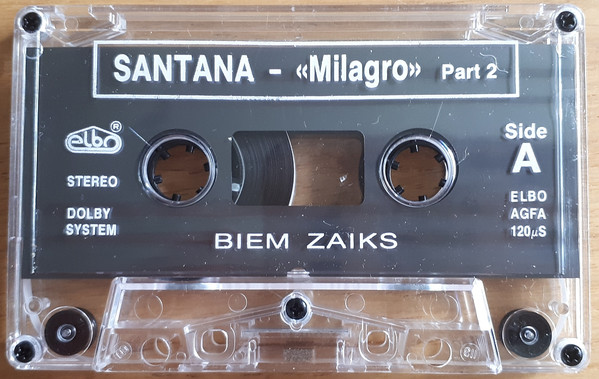 SANTANA - «Milagro» Part 2
elbo®
Side
A
STEREO
DOLBY
SYSTEM
ELBO
AGFA
120µS
BIEM ZAIKS